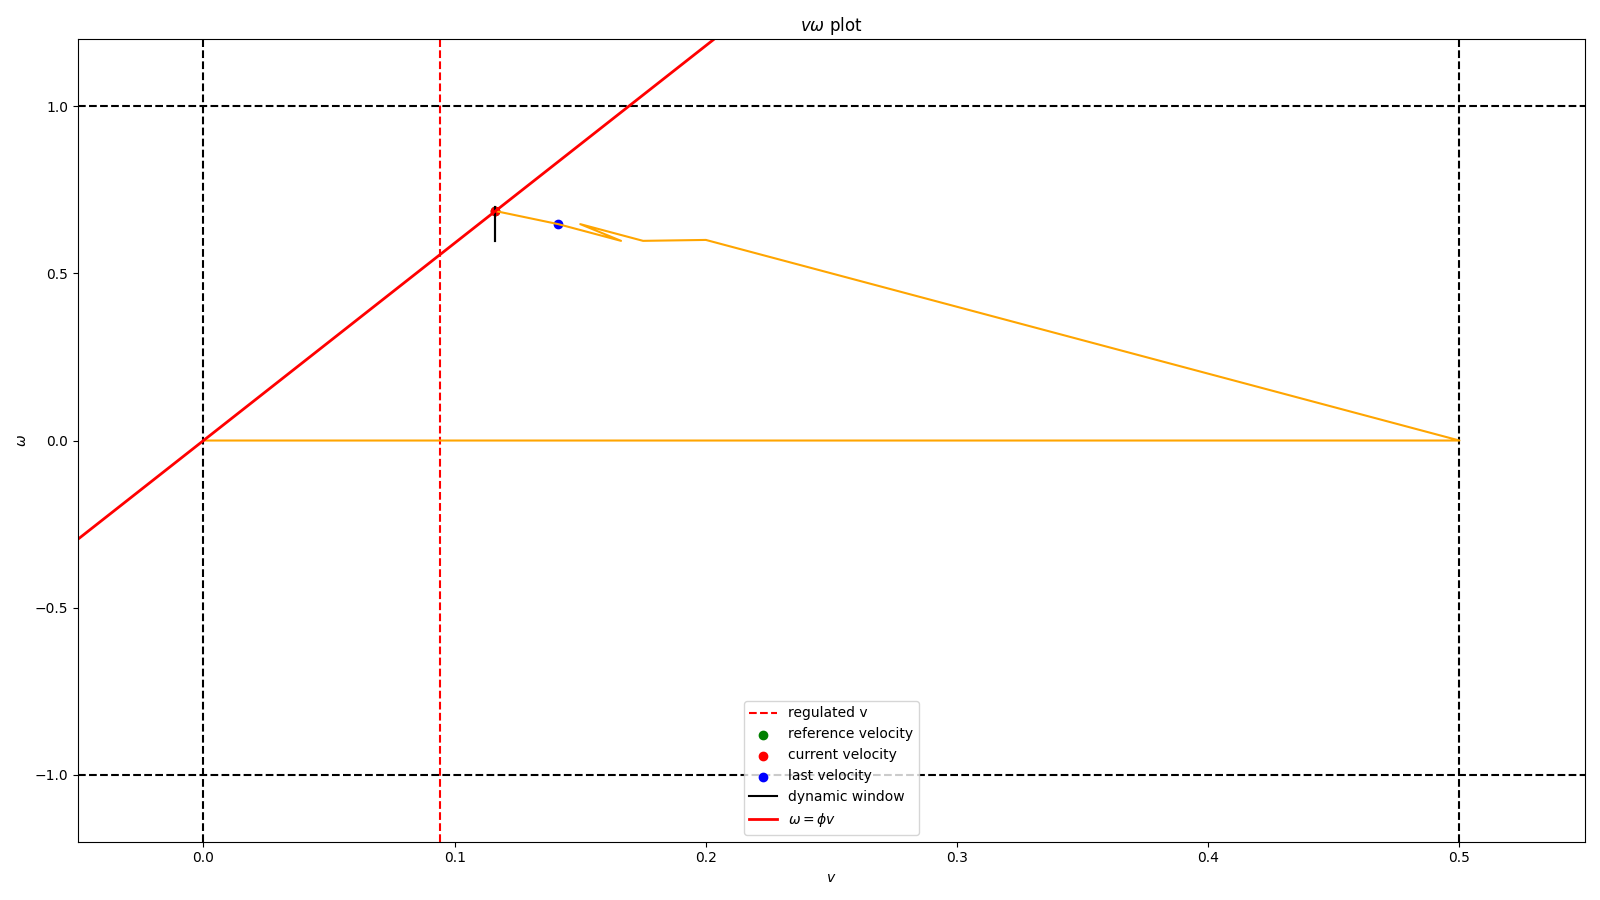 vω plot
1.0
0.5
0.0
−0.5
−1.0
ω
0.0
0.1
0.2
0.3
0.4
0.5
v
regulated v
reference velocity
current velocity
last velocity
dynamic window
ω = ϕv